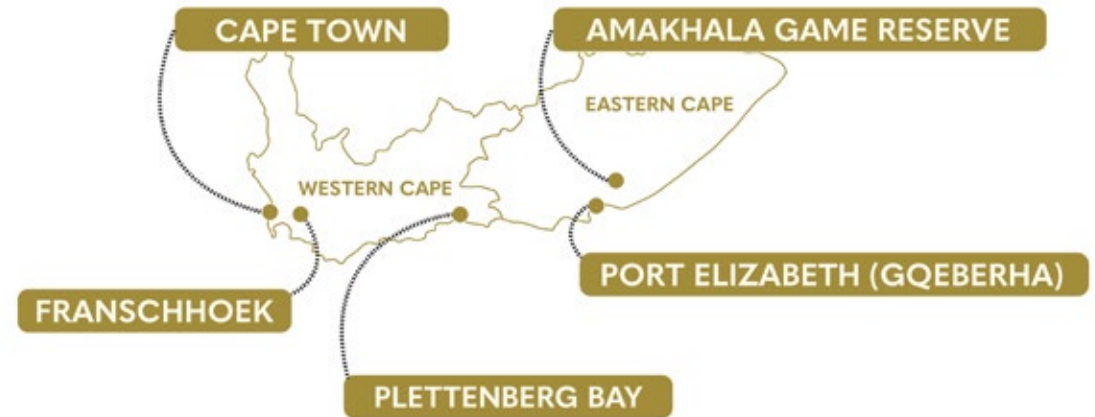 CAPE TOWN
AMAKHALA GAME RESERVE
EASTERN CAPE
WESTERN CAPE
PORT ELIZABETH (GQEBERHA)
FRANSCHHOEK
PLETTENBERG BAY